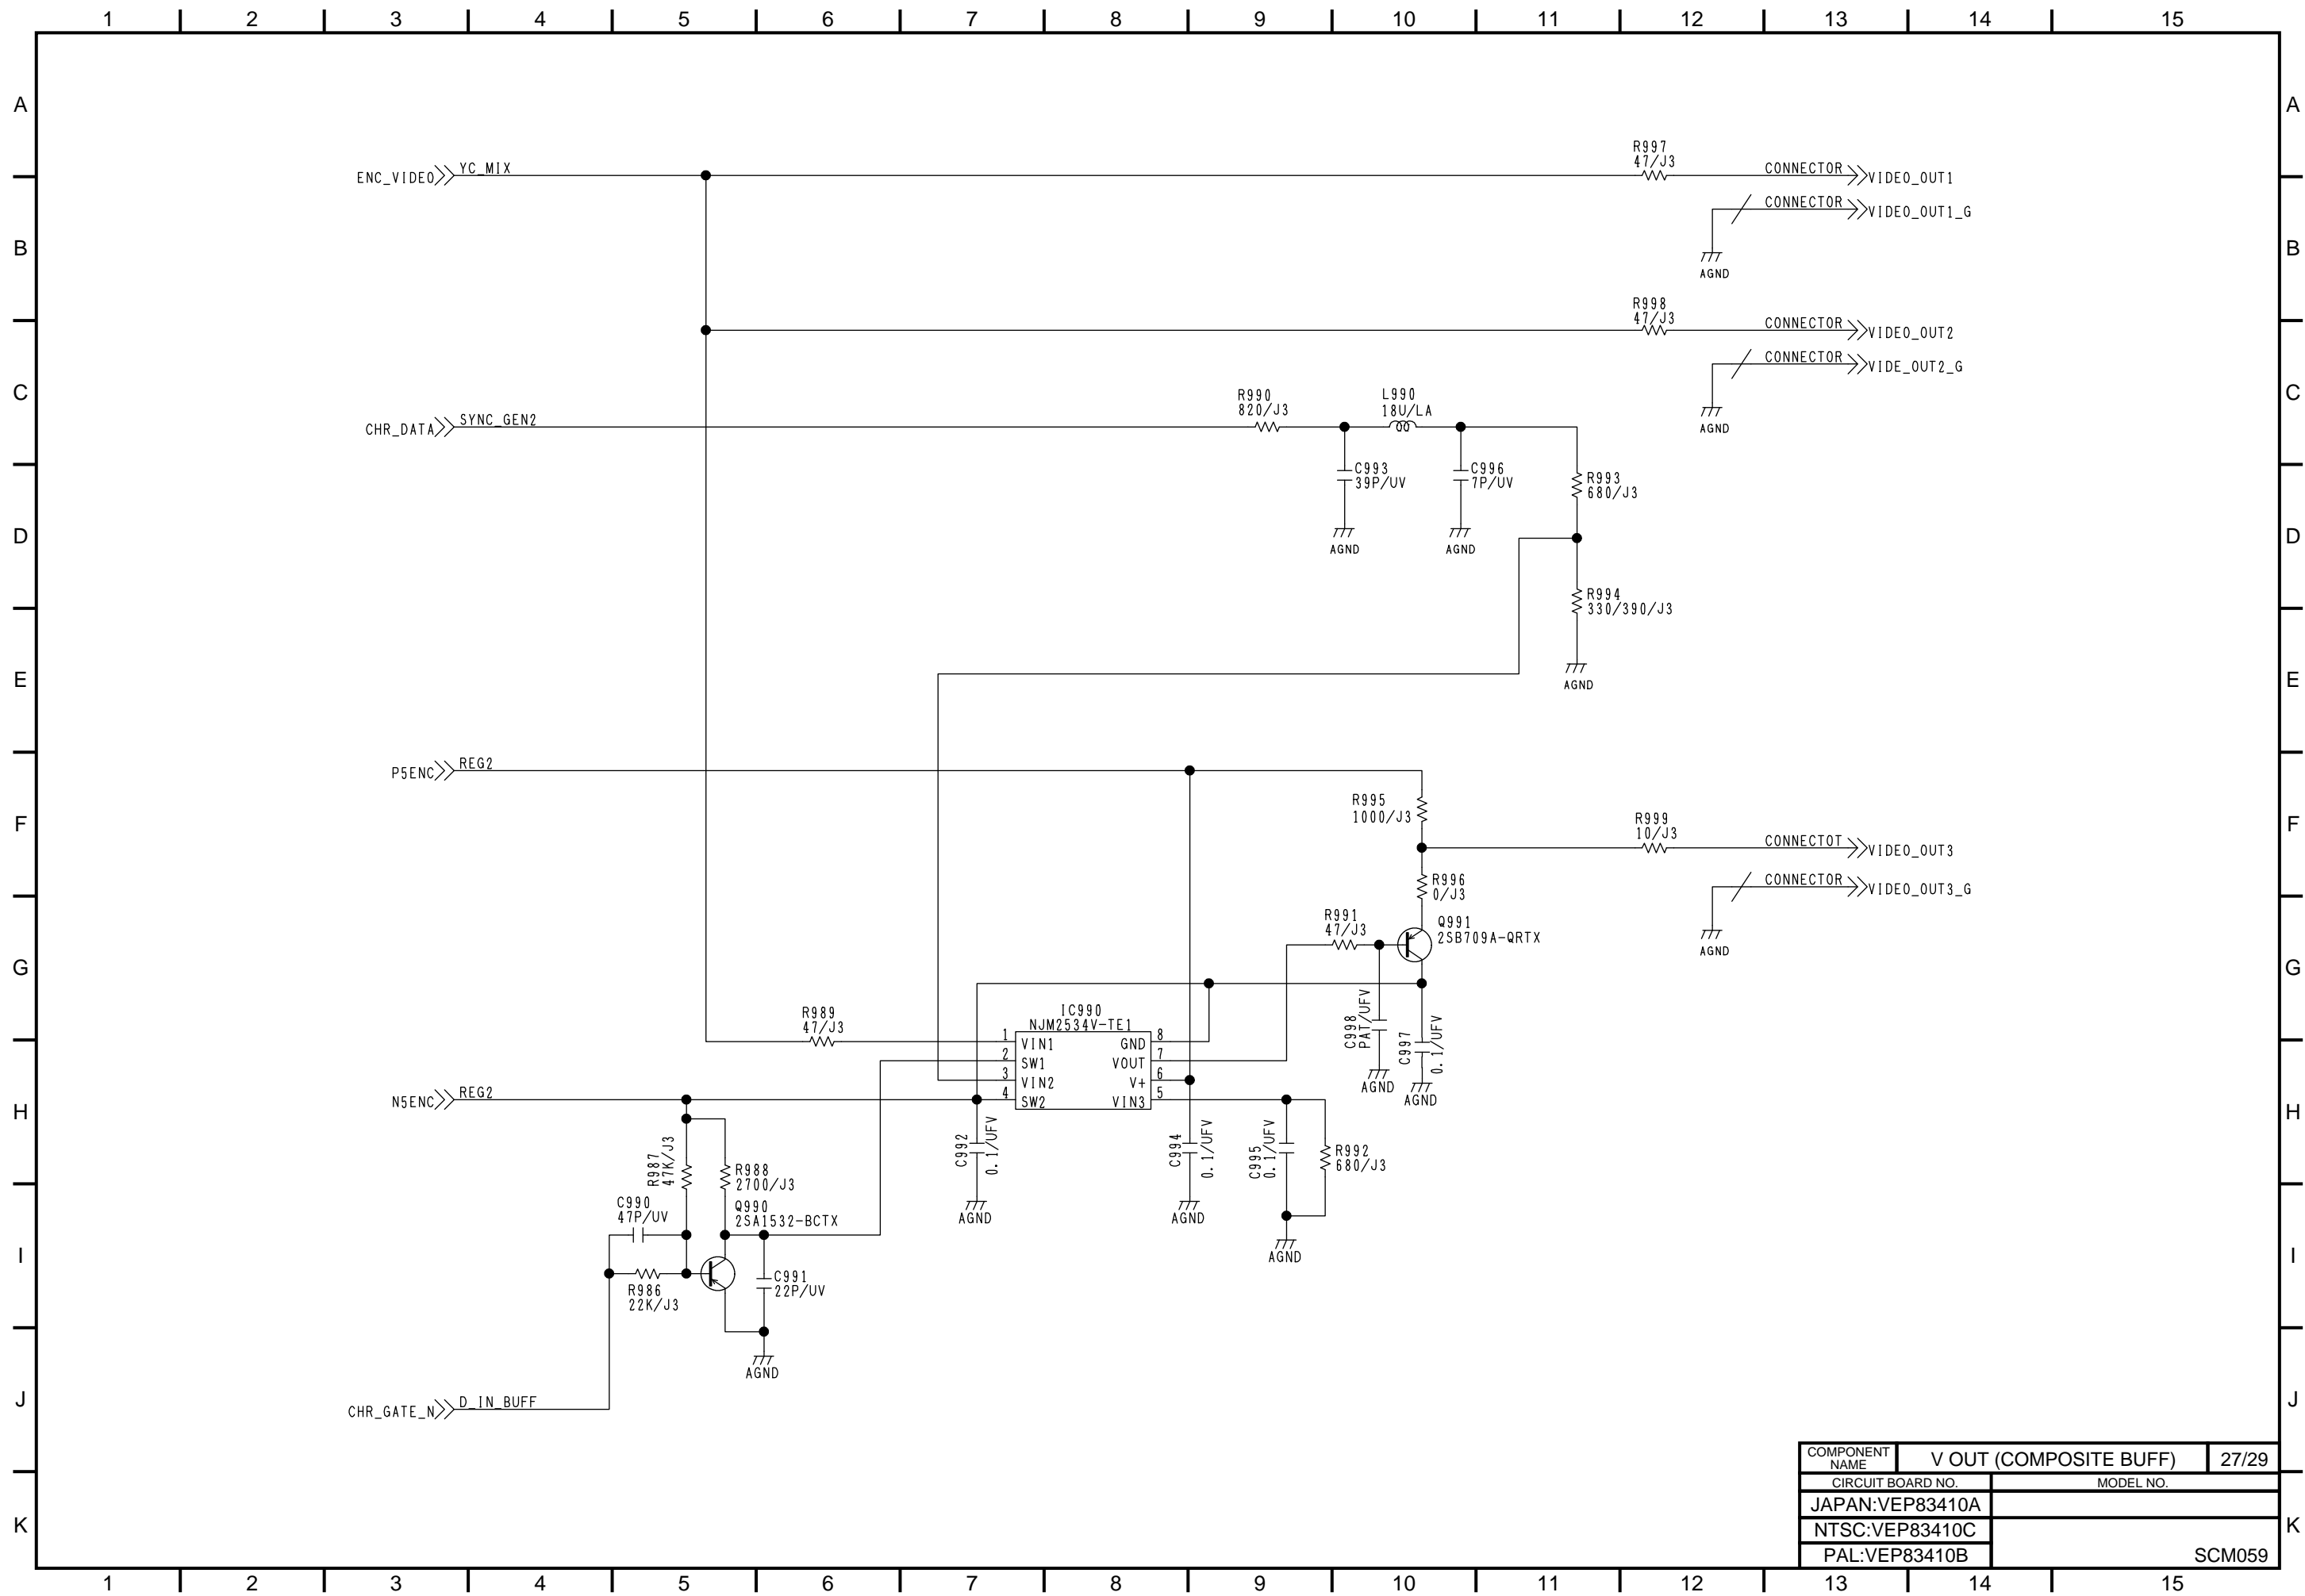 1 2 3 4 5 6 7 8 9 10 11 12 13 14 15
A A
R997
47/J3
ENC_VIDEO YC_MIX
CONNECTOR VIDEO_OUT1
CONNECTOR VIDEO_OUT1_G
B B
AGND
R998
47/J3
CONNECTOR VIDEO_OUT2
CONNECTOR VIDE_OUT2_G
C C
R990
820/J3
L990
18U/LA
AGND
CHR_DATA SYNC_GEN2
C993
39P/UV
C996
7P/UV
R993
680/J3
D D
AGND
AGND
R994
330/390/J3
E E
AGND
P5ENC REG2
R995
1000/J3
F F
R999
10/J3
CONNECTOT VIDEO_OUT3
R996
0/J3
CONNECTOR VIDEO_OUT3_G
R991
47/J3
Q991
2SB709A-QRTX
AGND
G G
R989
47/J3
IC990
NJM2534V-TE1
1 VIN1 GND 8
2 SW1 VOUT 7
3 VIN2 V+ 6
4 SW2 VIN3 5
C998
PAT/UFV
C997
0.1/UFV
AGND
AGND
N5ENC REG2
H H
R987
47K/J3
R988
2700/J3
C992
0.1/UFV
C994
0.1/UFV
C995
0.1/UFV
R992
680/J3
C990
47P/UV
Q990
2SA1532-BCTX
AGND
AGND
AGND
I I
R986
22K/J3
C991
22P/UV
AGND
J J
CHR_GATE_N D_IN_BUFF
COMPONENT NAME V OUT (COMPOSITE BUFF) 27/29
CIRCUIT BOARD NO. MODEL NO.
JAPAN:VEP83410A
K K
NTSC:VEP83410C
PAL:VEP83410B SCM059
1 2 3 4 5 6 7 8 9 10 11 12 13 14 15